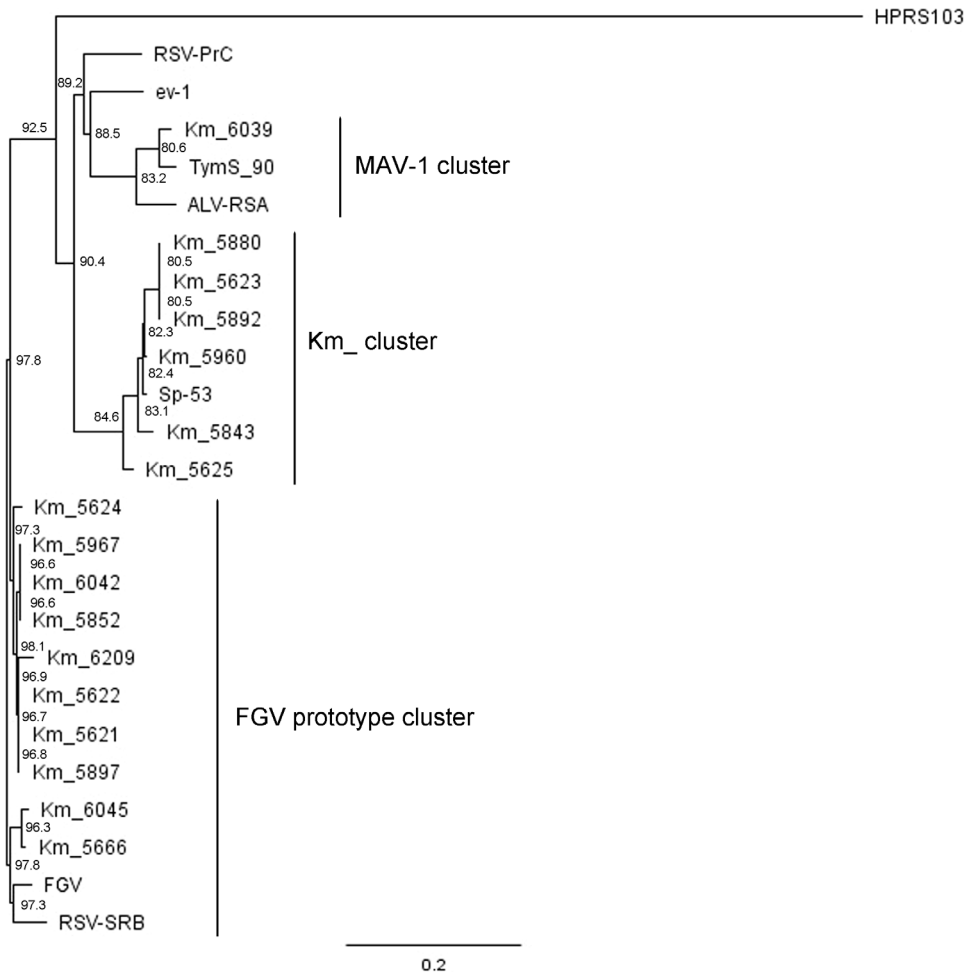 HPRS103
RSV-PrC
89.2
ev-1
92.5
88.5
Km_6039
80.6
TymS_90
MAV-1 cluster
83.2
ALV-RSA
Km_5880
90.4
80.5
Km_5623
80.5
Km_5892
82.3
Km_ cluster
Km_5960
97.8
82.4
Sp-53
84.6
83.1
Km_5843
Km_5625
Km_5624
97.3
Km_5967
96.6
Km_6042
96.6
Km_5852
98.1
Km_6209
96.9
Km_5622
96.7
FGV prototype cluster
Km_5621
96.8
Km_5897
Km_6045
96.3
Km_5666
97.8
FGV
97.3
RSV-SRB
0.2